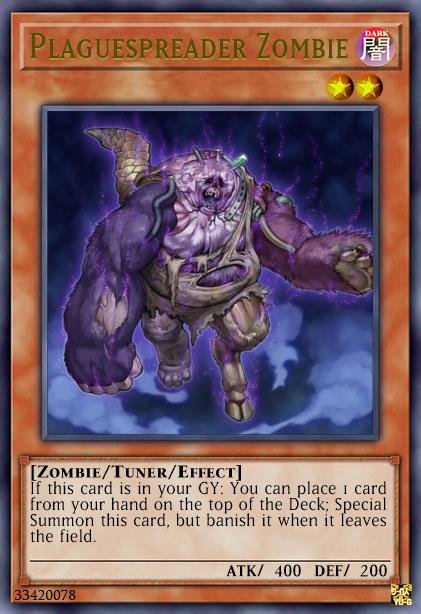 Plaguespreader Zombie
DARK
闇
[Zombie/Tuner/Effect]
If this card is in your GY: You can place 1 card
from your hand on the top of the Deck; Special
Summon this card, but banish it when it leaves
the field.
ATK/ 400 DEF/ 200
33420078